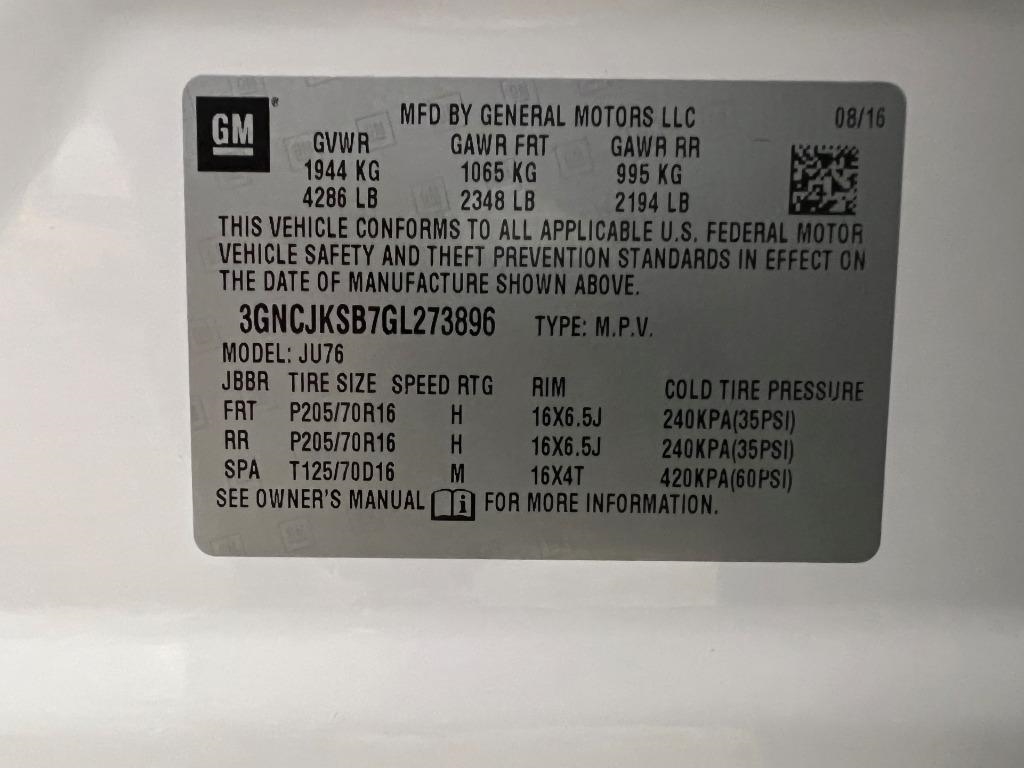 GM
MFD BY GENERAL MOTORS LLC 08/16
GVWR GAWR FRT GAWR RR
1944 KG 1065 KG 995 KG
4286 LB 2348 LB 2194 LB
THIS VEHICLE CONFORMS TO ALL APPLICABLE U.S. FEDERAL MOTOR
VEHICLE SAFETY AND THEFT PREVENTION STANDARDS IN EFFECT ON
THE DATE OF MANUFACTURE SHOWN ABOVE.
3GNCJKSB7GL273896 TYPE: M.P.V.
MODEL: JU76
JBBR TIRE SIZE SPEED RTG RIM COLD TIRE PRESSURE
FRT P205/70R16 H 16X6.5J 240KPA(35PSI)
RR P205/70R16 H 16X6.5J 240KPA(35PSI)
SPA T125/70D16 M 16X4T 420KPA(60PSI)
SEE OWNER'S MANUAL i FOR MORE INFORMATION.